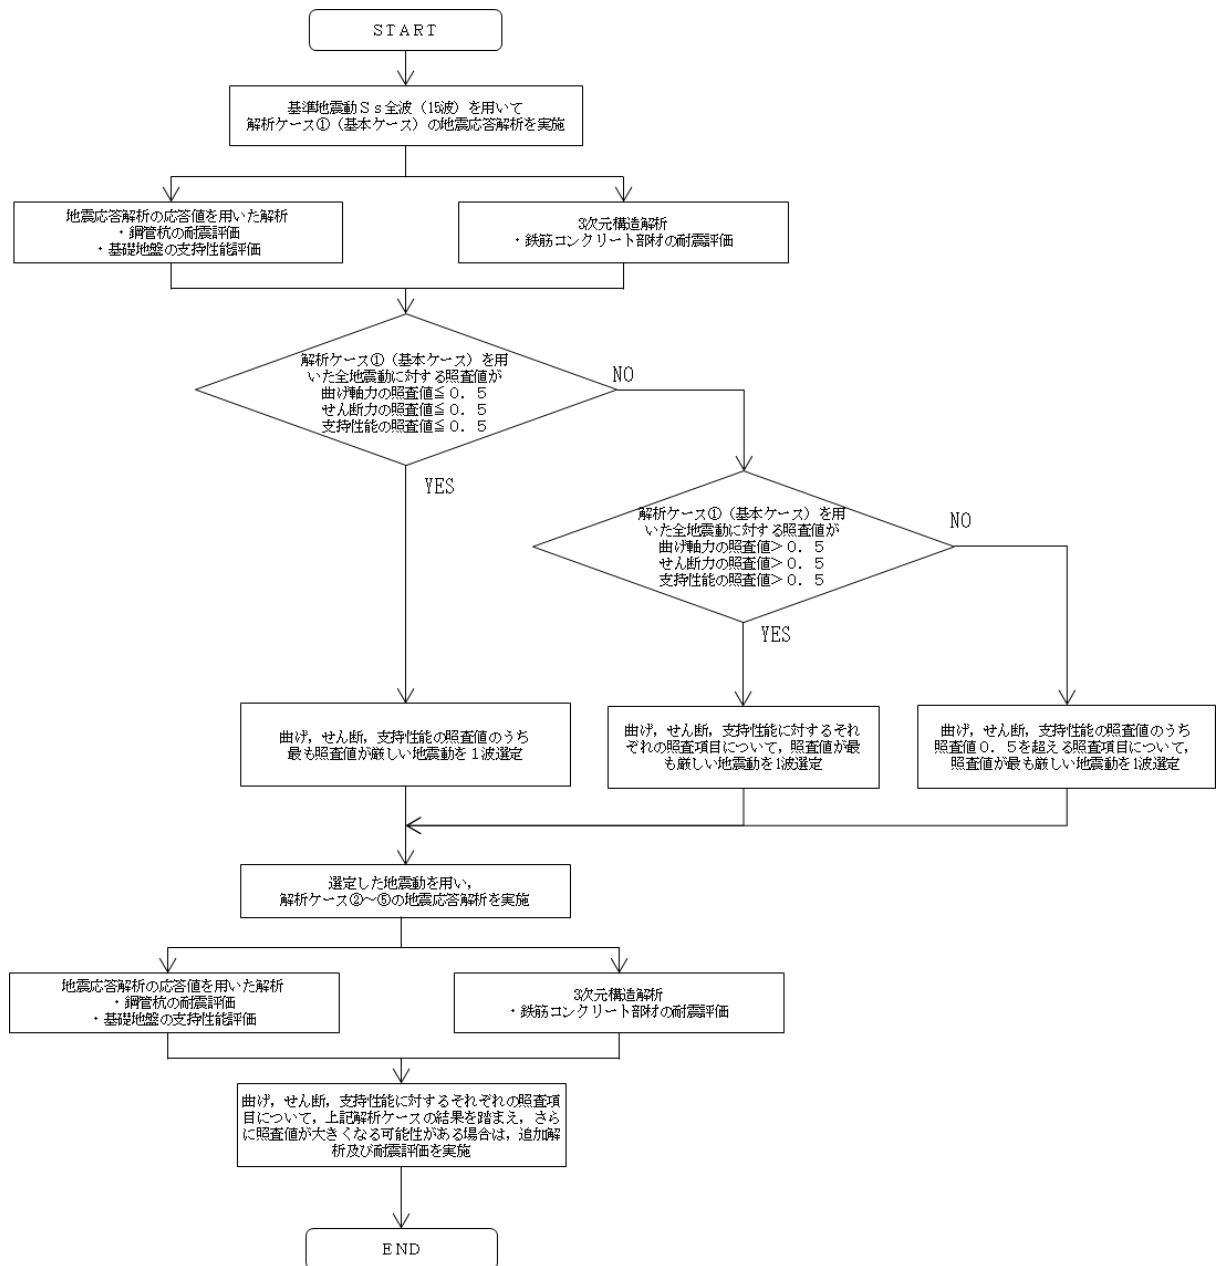 ＳＴＡＲＴ
基準地震動Ｓｓ全波（15波）を用いて
解析ケース①（基本ケース）の地震応答解析を実施
地震応答解析の応答値を用いた解析
・鋼管杭の耐震評価
・基礎地盤の支持性能評価
3次元構造解析
・鉄筋コンクリート部材の耐震評価
解析ケース①（基本ケース）を用
いた全地震動に対する照査値が
曲げ軸力の照査値≦０．５
せん断力の照査値≦０．５
支持性能の照査値≦０．５
NO
YES
解析ケース①（基本ケース）を用
いた全地震動に対する照査値が
曲げ軸力の照査値＞０．５
せん断力の照査値＞０．５
支持性能の照査値＞０．５
NO
YES
曲げ，せん断，支持性能の照査値のうち
最も照査値が厳しい地震動を１波選定
曲げ，せん断，支持性能に対するそれ
ぞれの照査項目について，照査値が最
も厳しい地震動を1波選定
曲げ，せん断，支持性能の照査値のうち
照査値０．５を超える照査項目について，
照査値が最も厳しい地震動を1波選定
選定した地震動を用い，
解析ケース②～⑤の地震応答解析を実施
地震応答解析の応答値を用いた解析
・鋼管杭の耐震評価
・基礎地盤の支持性能評価
3次元構造解析
・鉄筋コンクリート部材の耐震評価
曲げ，せん断，支持性能に対するそれぞれの照査項
目について，上記解析ケースの結果を踏まえ，さら
に照査値が大きくなる可能性がある場合は，追加解
析及び耐震評価を実施
ＥＮＤ